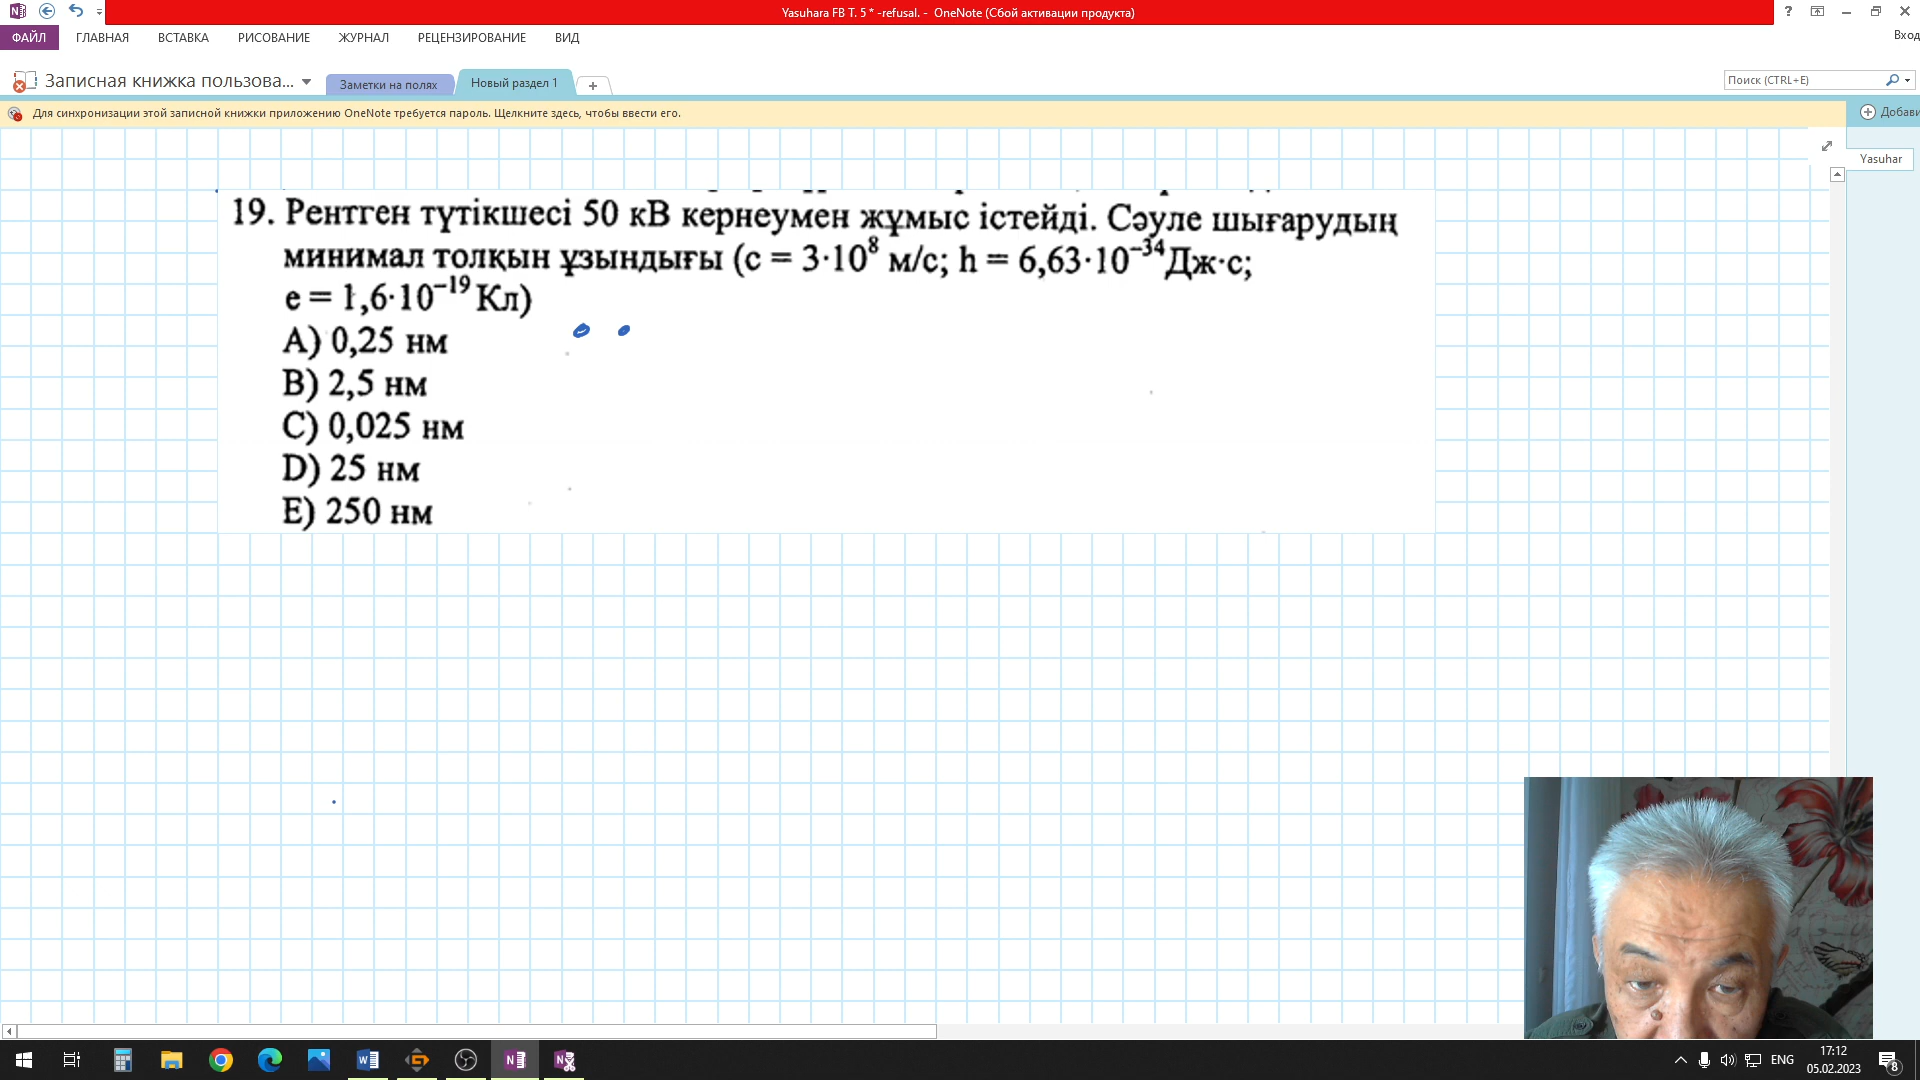 Yasuhara FB T. 5 * -refusal. - OneNote (Сбой активации продукта)
ФАЙЛ ГЛАВНАЯ ВСТАВКА РИСОВАНИЕ ЖУРНАЛ РЕЦЕНЗИРОВАНИЕ ВИД
Вход
Записная книжка пользова... Заметки на полях Новый раздел 1
Поиск (CTRL+E)
Для синхронизации этой записной книжки приложению OneNote требуется пароль. Щелкните здесь, чтобы ввести его.
Добави
Yasuhar
19. Рентген түтікшесі 50 кВ кернеумен жұмыс істейді. Сәуле шығарудың
минимал толқын ұзындығы (c = 3·10⁸ м/с; h = 6,63·10⁻³⁴Дж·с;
e = 1,6·10⁻¹⁹ Кл)
A) 0,25 нм
B) 2,5 нм
C) 0,025 нм
D) 25 нм
E) 250 нм
ENG
17:12
05.02.2023
8